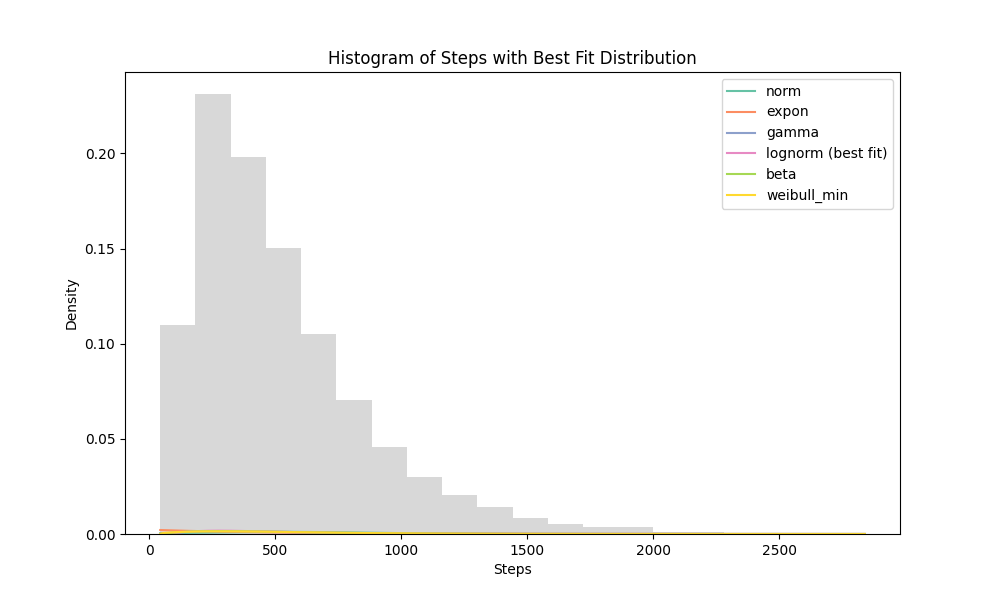 Histogram of Steps with Best Fit Distribution
norm
expon
gamma
lognorm (best fit)
beta
weibull_min
Density
0.20
0.15
0.10
0.05
0.00
0
500
1000
1500
2000
2500
Steps